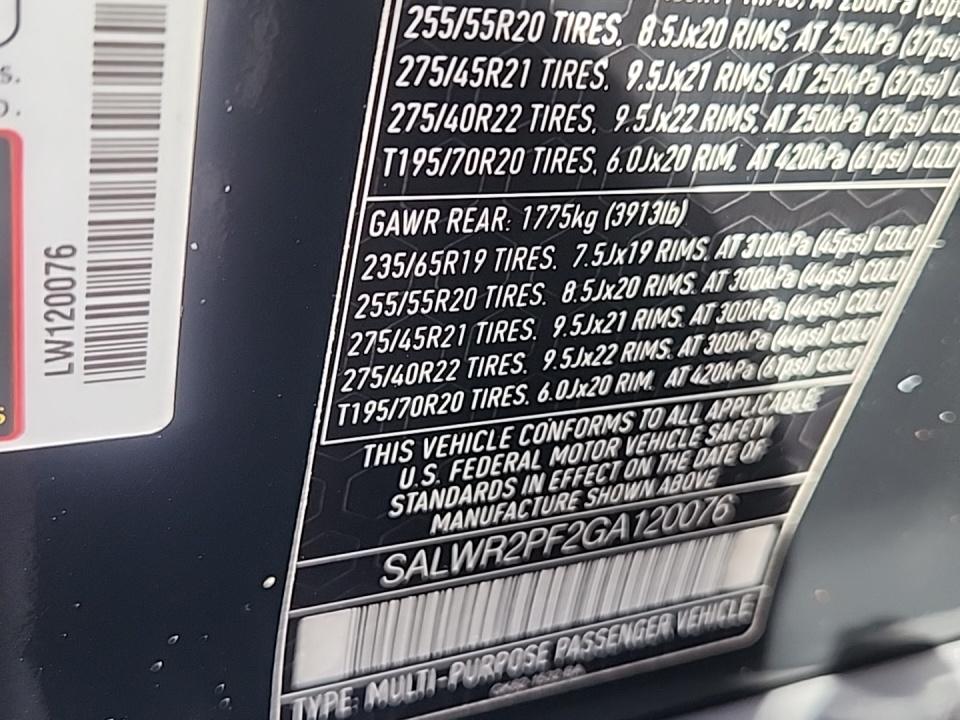 255/55R20 TIRES, 8.5Jx20 RIMS, AT 250kPa (37psi)
275/45R21 TIRES, 9.5Jx21 RIMS, AT 250kPa (37psi)
275/40R22 TIRES, 9.5Jx22 RIMS, AT 250kPa (37psi) COLD
T195/70R20 TIRES, 6.0Jx20 RIM, AT 420kPa (61psi) COLD
GAWR REAR: 1775kg (3913lb)
235/65R19 TIRES, 7.5Jx19 RIMS, AT 310kPa (45psi) COLD
255/55R20 TIRES, 8.5Jx20 RIMS, AT 300kPa (44psi) COLD
275/45R21 TIRES, 9.5Jx21 RIMS, AT 300kPa (44psi) COLD
275/40R22 TIRES, 9.5Jx22 RIMS, AT 300kPa (44psi) COLD
T195/70R20 TIRES, 6.0Jx20 RIM, AT 420kPa (61psi) COLD
THIS VEHICLE CONFORMS TO ALL APPLICABLE
U.S. FEDERAL MOTOR VEHICLE SAFETY
STANDARDS IN EFFECT ON THE DATE OF
MANUFACTURE SHOWN ABOVE
SALWR2PF2GA120076
TYPE: MULTI-PURPOSE PASSENGER VEHICLE
LW120076